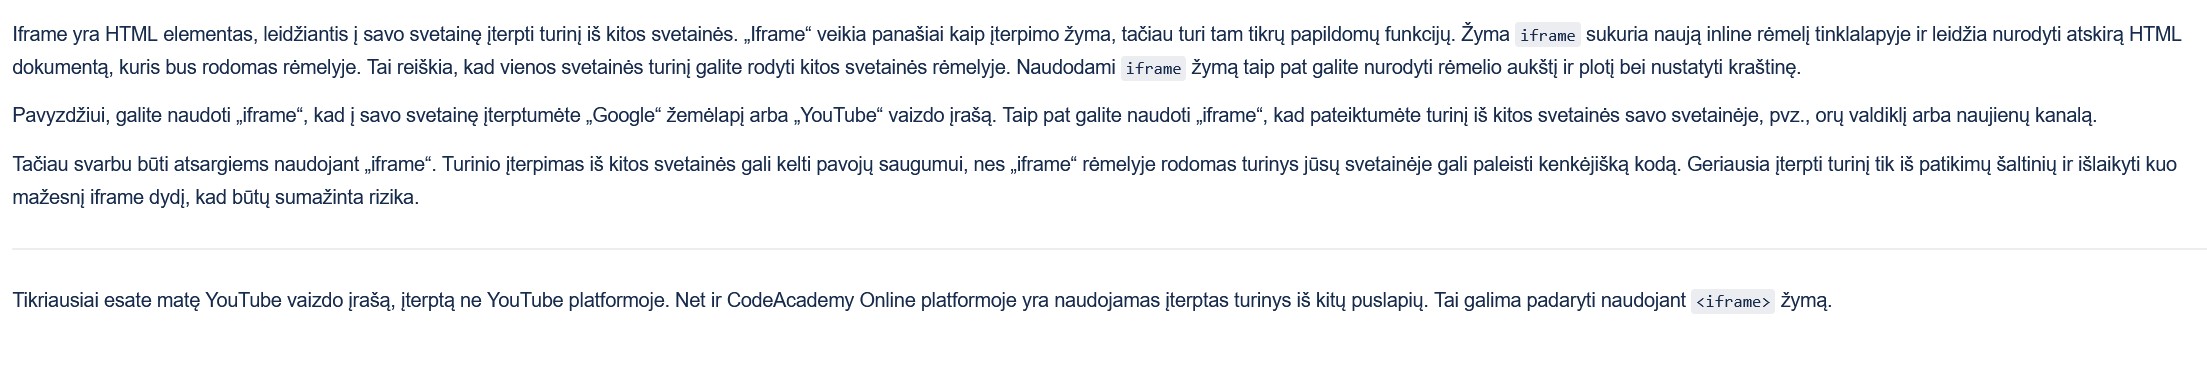 Iframe yra HTML elementas, leidžiantis į savo svetainę įterpti turinį iš kitos svetainės. „Iframe“ veikia panašiai kaip įterpimo žyma, tačiau turi tam tikrų papildomų funkcijų. Žyma iframe sukuria naują inline rėmelį tinklalapyje ir leidžia nurodyti atskirą HTML
dokumentą, kuris bus rodomas rėmelyje. Tai reiškia, kad vienos svetainės turinį galite rodyti kitos svetainės rėmelyje. Naudodami iframe žymą taip pat galite nurodyti rėmelio aukštį ir plotį bei nustatyti kraštinę.
Pavyzdžiui, galite naudoti „iframe“, kad į savo svetainę įterptumėte „Google“ žemėlapį arba „YouTube“ vaizdo įrašą. Taip pat galite naudoti „iframe“, kad pateiktumėte turinį iš kitos svetainės savo svetainėje, pvz., orų valdiklį arba naujienų kanalą.
Tačiau svarbu būti atsargiems naudojant „iframe“. Turinio įterpimas iš kitos svetainės gali kelti pavojų saugumui, nes „iframe“ rėmelyje rodomas turinys jūsų svetainėje gali paleisti kenkėjišką kodą. Geriausia įterpti turinį tik iš patikimų šaltinių ir išlaikyti kuo
mažesnį iframe dydį, kad būtų sumažinta rizika.
Tikriausiai esate matę YouTube vaizdo įrašą, įterptą ne YouTube platformoje. Net ir CodeAcademy Online platformoje yra naudojamas įterptas turinys iš kitų puslapių. Tai galima padaryti naudojant <iframe> žymą.